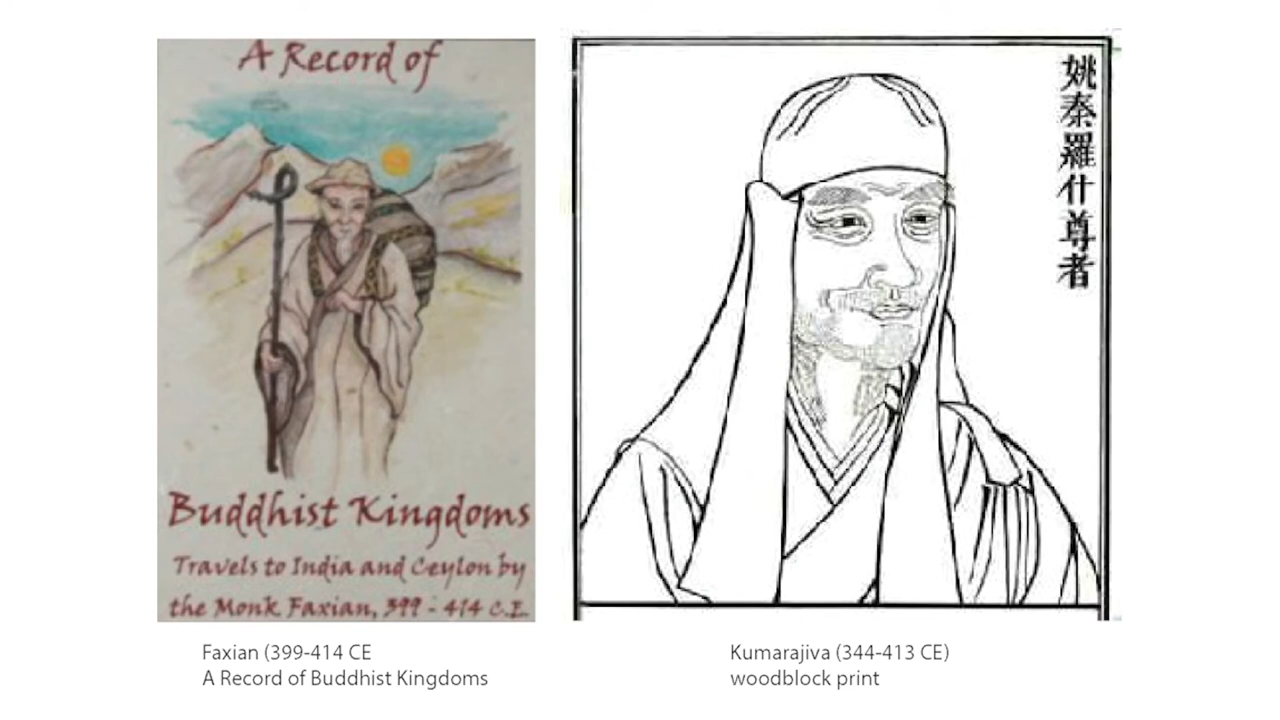 A Record of
Buddhist Kingdoms
Travels to India and Ceylon by
the Monk Faxian, 399 - 414 C.E.
姚秦羅什尊者
Faxian (399-414 CE
A Record of Buddhist Kingdoms
Kumarajiva (344-413 CE)
woodblock print